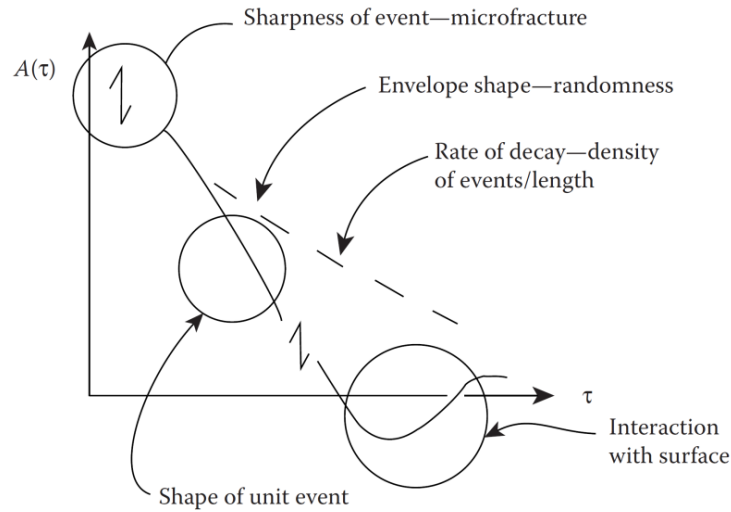 Sharpness of event—microfracture
A(τ)
Envelope shape—randomness
Rate of decay—density
of events/length
τ
Interaction
with surface
Shape of unit event